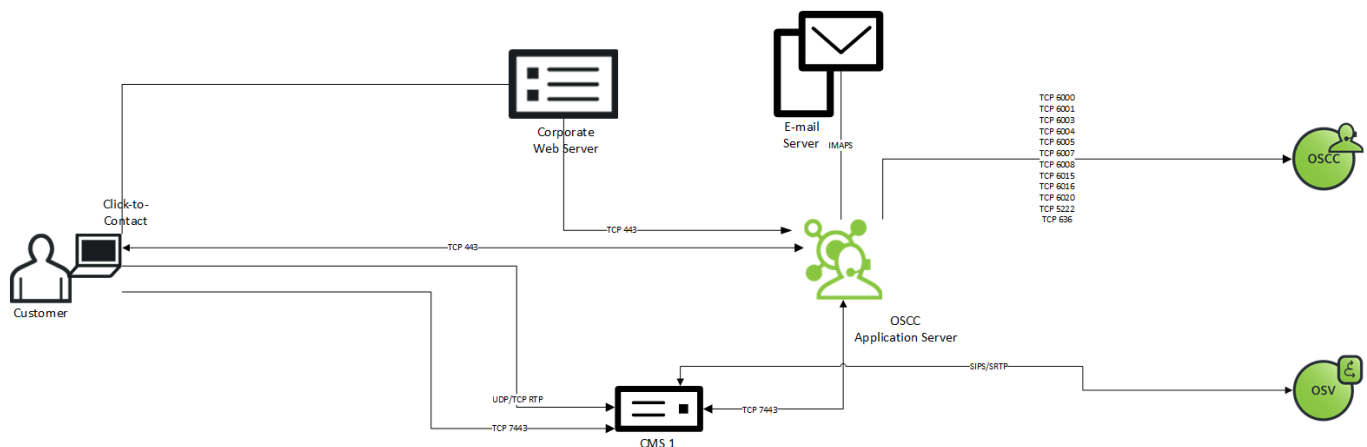 Corporate
Web Server
E-mail
Server
IMAPS
TCP 6000
TCP 6001
TCP 6003
TCP 6004
TCP 6005
TCP 6007
TCP 6008
TCP 6015
TCP 6016
TCP 6020
TCP 5222
TCP 636
OSCC
Click-to-
Contact
TCP 443
TCP 443
Customer
OSCC
Application Server
SIPS/SRTP
OSV
UDP/TCP RTP
TCP 7443
TCP 7443
CMS 1